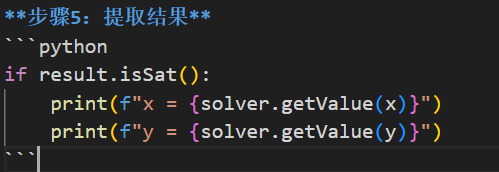 **步骤5：提取结果**
```python
if result.isSat():
    print(f"x = {solver.getValue(x)}")
    print(f"y = {solver.getValue(y)}")
```